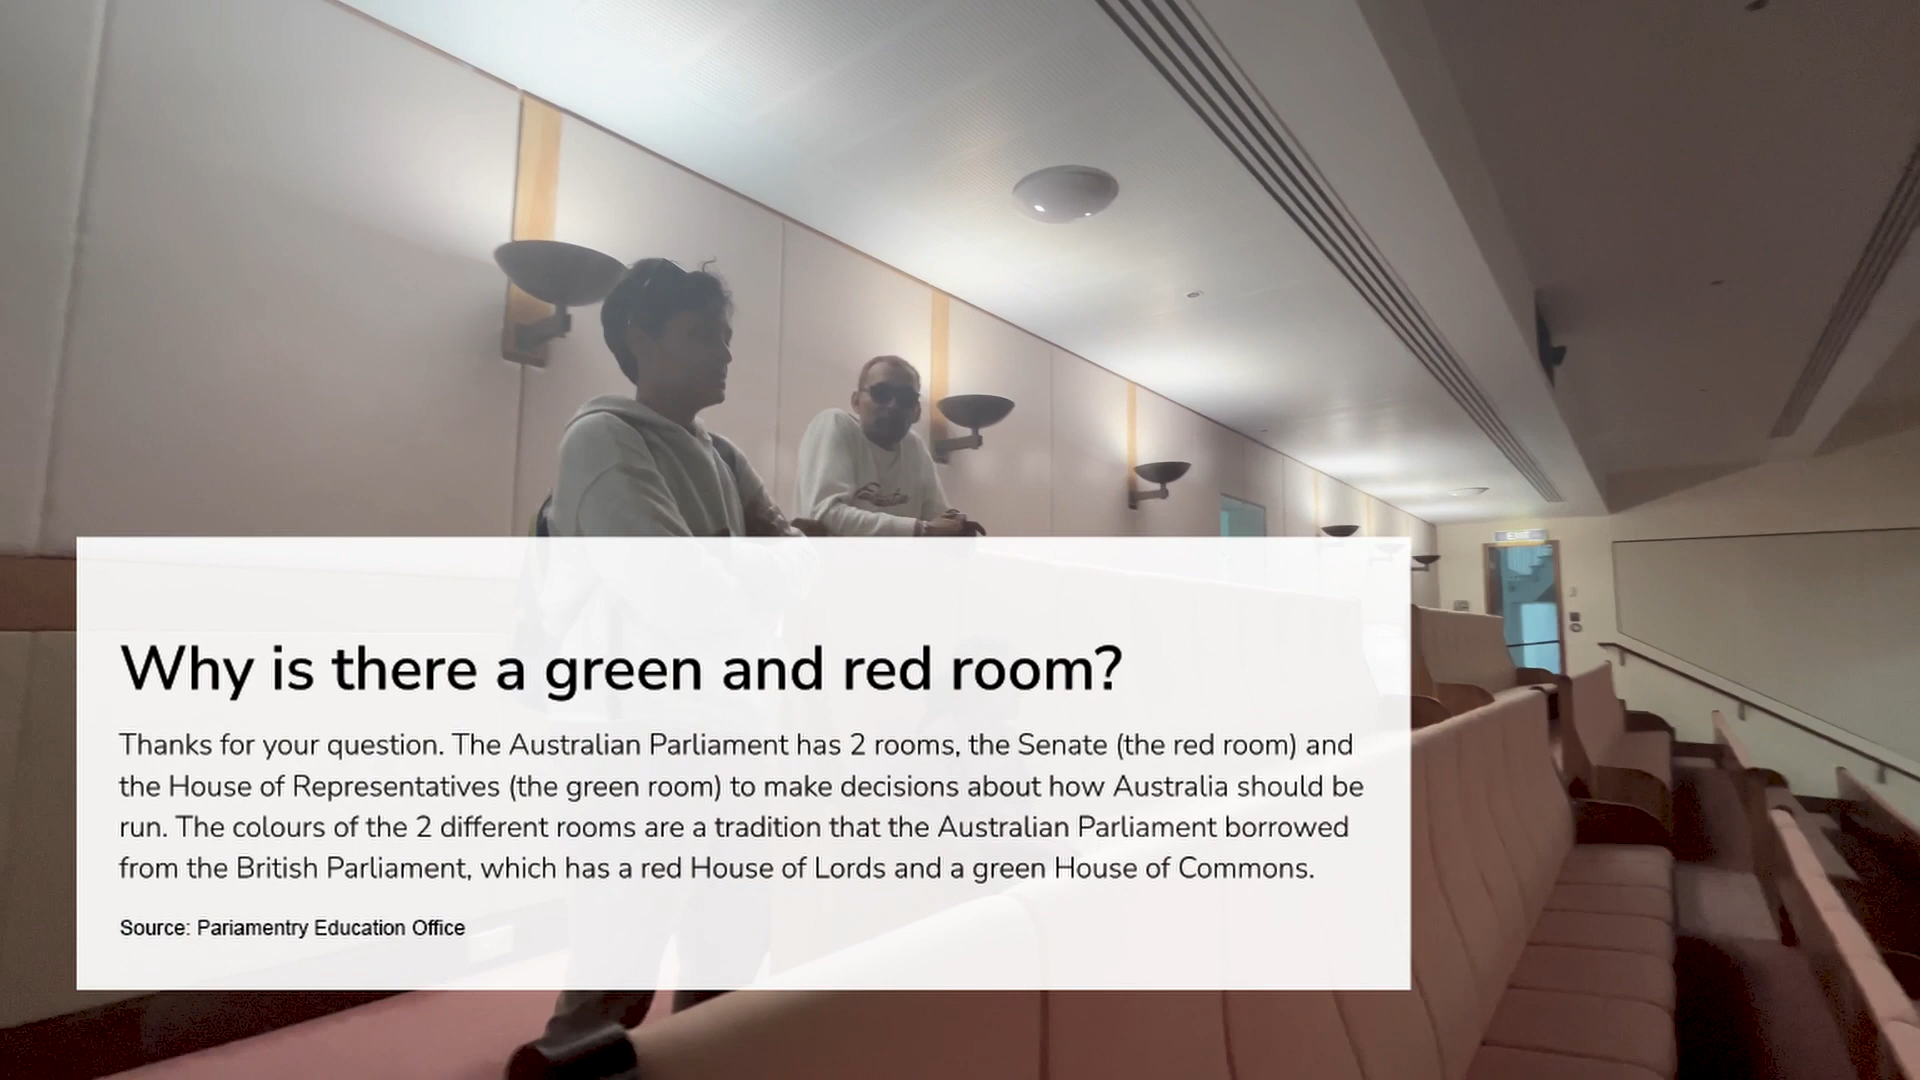 EXIT
Why is there a green and red room?
Thanks for your question. The Australian Parliament has 2 rooms, the Senate (the red room) and
the House of Representatives (the green room) to make decisions about how Australia should be
run. The colours of the 2 different rooms are a tradition that the Australian Parliament borrowed
from the British Parliament, which has a red House of Lords and a green House of Commons.
Source: Pariamentry Education Office